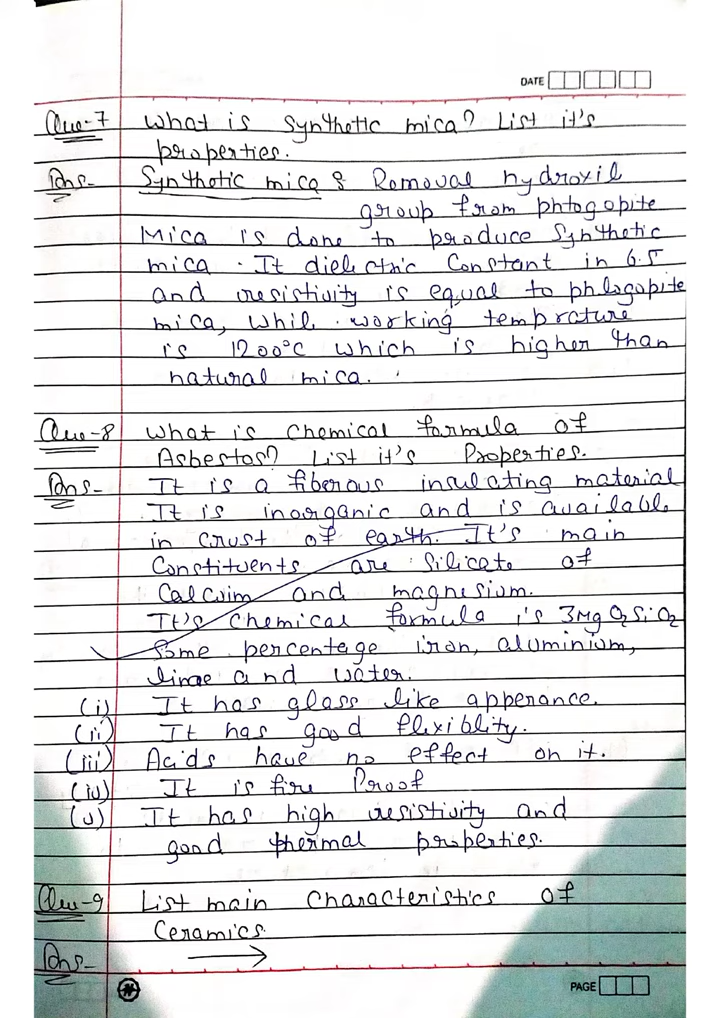 DATE
Que-7 What is synthetic mica? List it's
properties.
Ans- Synthetic mica : Removal hydroxil
group from phtogopite
Mica is done to produce Synthetic
mica. It dielectric Constant in 6.5
and resistivity is equal to phlogopite
mica, while working temprature
is 1200°C which is higher than
natural mica.
Que-8 What is Chemical formula of
Asbestos? List it's Properties.
Ans- It is a fiberous insulating material
It is inorganic and is available
in Crust of earth. It's main
Constituents are Silicate of
Calcuim and magnesium.
It's Chemical formula is 3MgO2SiO2
Some percentage iron, aluminium,
lime and water.
(i) It has glass like apperance.
(ii) It has good flexiblity.
(iii) Acids have no effect on it.
(iv) It is fire Proof
(v) It has high resistivity and
good thermal properties.
Que-9 List main Characteristics of
Ceramics.
Ans- →
PAGE